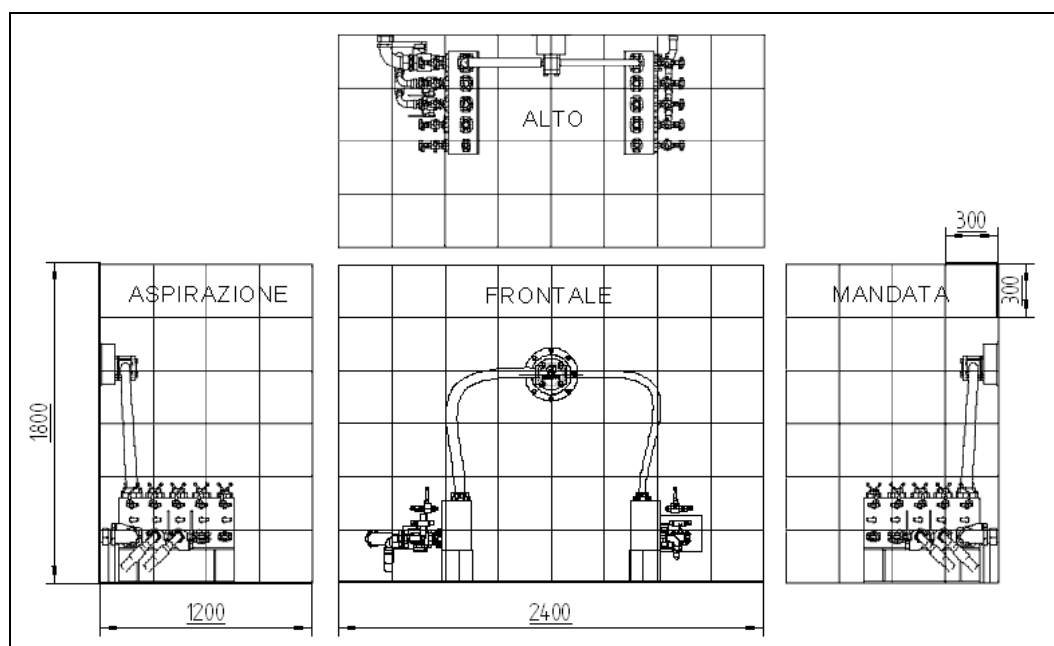 ALTO
300
ASPIRAZIONE
FRONTALE
MANDATA
300
1800
1200
2400